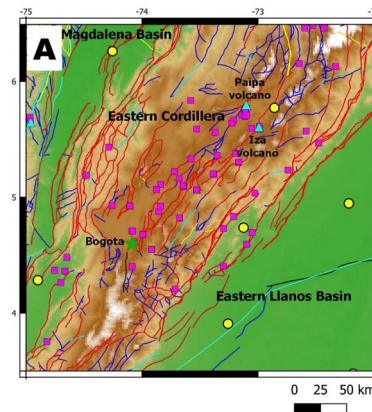 -75
-74
-73
A
Magdalena Basin
6
Paipa
volcano
Eastern Cordillera
Iza
volcano
5
Bogota
Eastern Llanos Basin
4
0 25 50 km